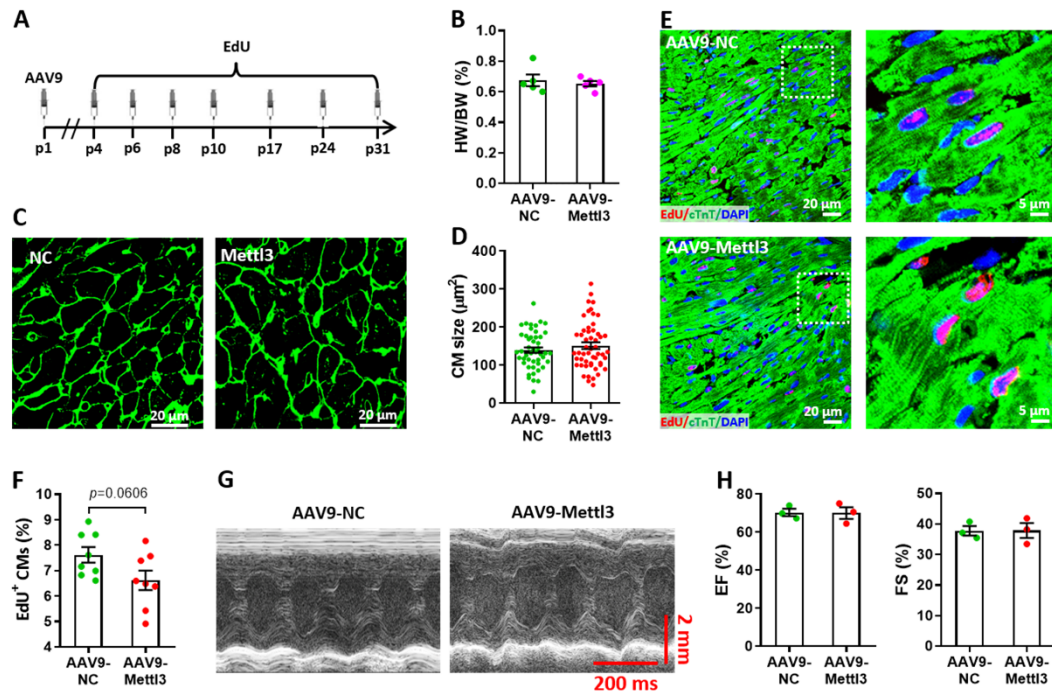 A
EdU
AAV9
p1
p4
p6
p8
p10
p17
p24
p31
B
HW/BW (%)
1.0
0.8
0.6
0.4
0.2
0.0
AAV9-
NC
AAV9-
Mettl3
C
NC
20 µm
Mettl3
20 µm
D
CM size (µm²)
400
300
200
100
0
AAV9-
NC
AAV9-
Mettl3
E
AAV9-NC
EdU/cTnT/DAPI
20 µm
5 µm
AAV9-Mettl3
EdU/cTnT/DAPI
20 µm
5 µm
F
p=0.0606
EdU⁺ CMs (%)
10
9
8
7
6
5
4
AAV9-
NC
AAV9-
Mettl3
G
AAV9-NC
AAV9-Mettl3
2 mm
200 ms
H
EF (%)
80
60
40
20
0
AAV9-
NC
AAV9-
Mettl3
FS (%)
50
40
30
20
10
0
AAV9-
NC
AAV9-
Mettl3